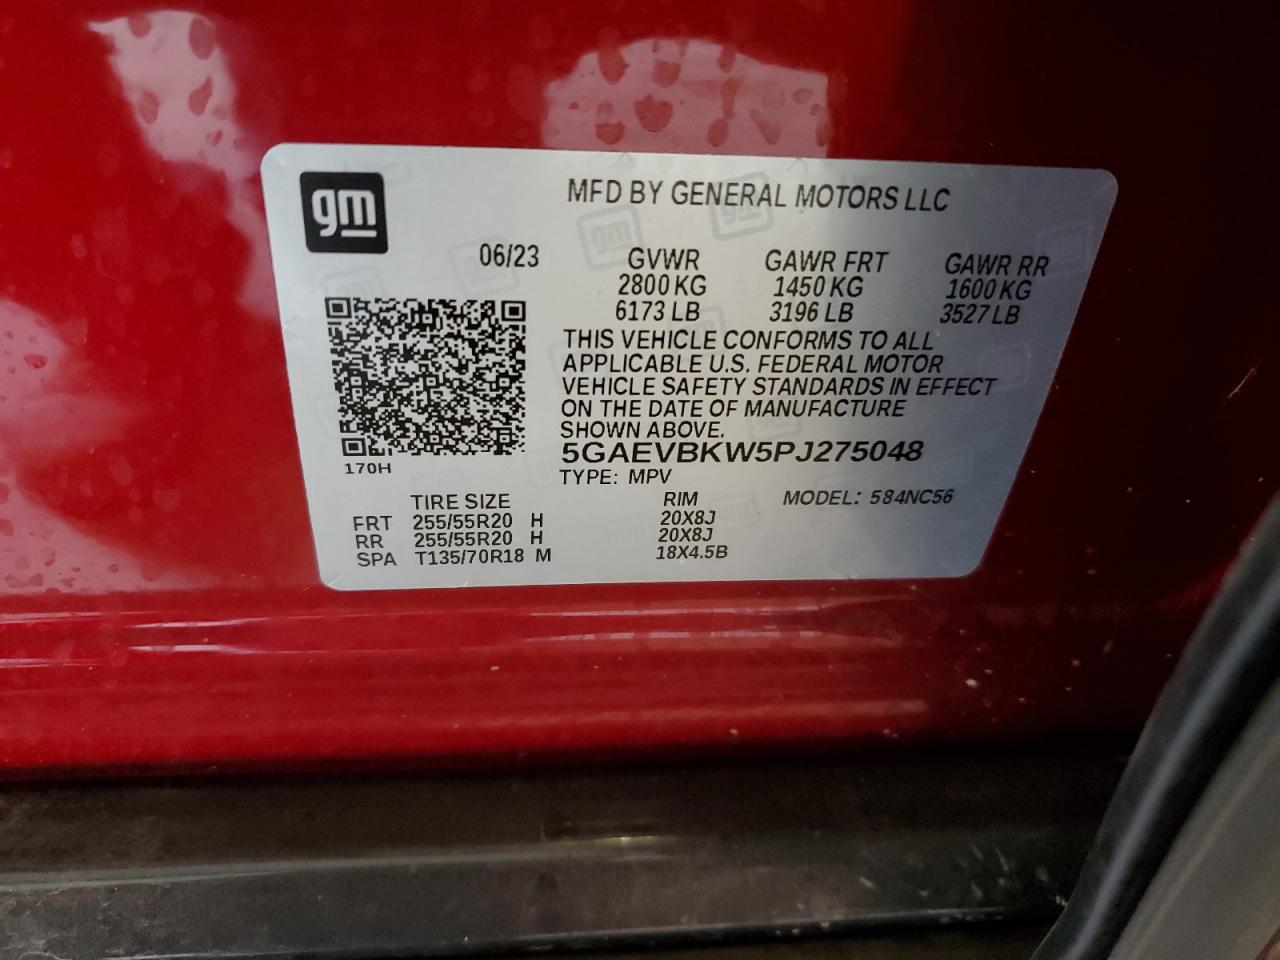 gm
MFD BY GENERAL MOTORS LLC
06/23 GVWR GAWR FRT GAWR RR
2800 KG 1450 KG 1600 KG
6173 LB 3196 LB 3527 LB
THIS VEHICLE CONFORMS TO ALL
APPLICABLE U.S. FEDERAL MOTOR
VEHICLE SAFETY STANDARDS IN EFFECT
ON THE DATE OF MANUFACTURE
SHOWN ABOVE.
5GAEVBKW5PJ275048
170H
TYPE: MPV
TIRE SIZE RIM MODEL: 584NC56
FRT 255/55R20 H 20X8J
RR 255/55R20 H 20X8J
SPA T135/70R18 M 18X4.5B